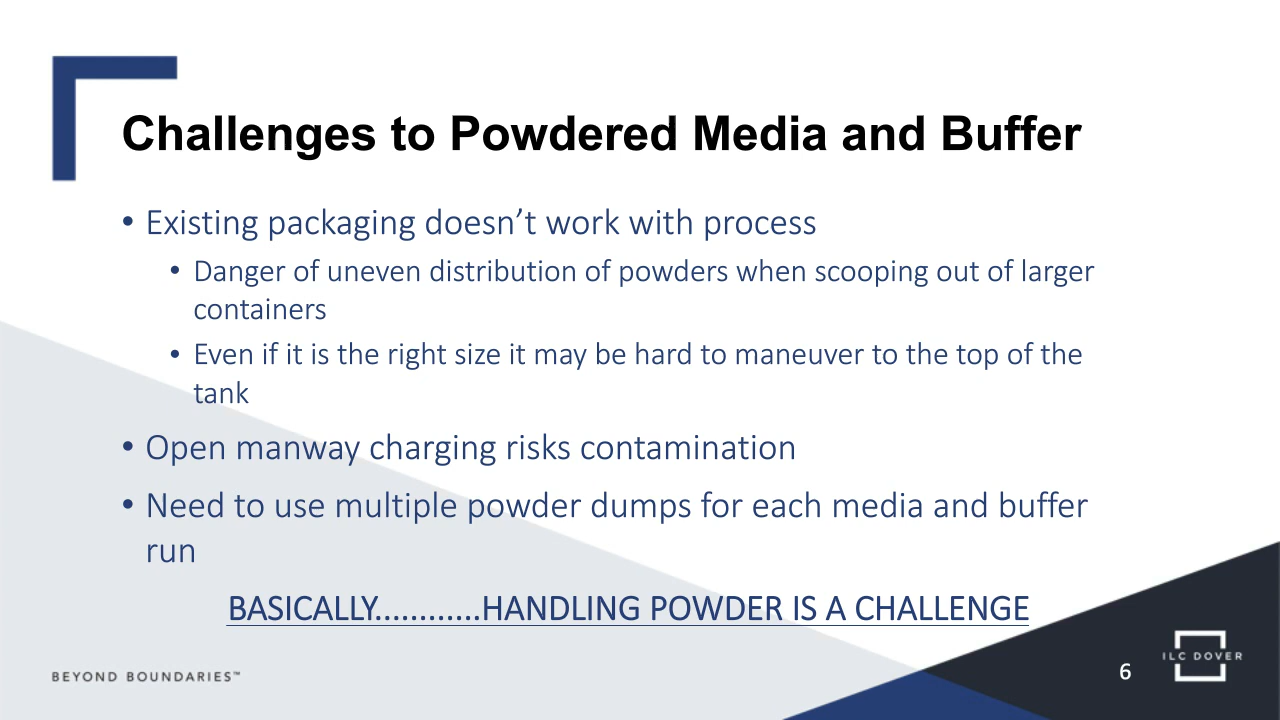 Challenges to Powdered Media and Buffer
• Existing packaging doesn’t work with process
• Danger of uneven distribution of powders when scooping out of larger
containers
• Even if it is the right size it may be hard to maneuver to the top of the
tank
• Open manway charging risks contamination
• Need to use multiple powder dumps for each media and buffer
run
BASICALLY............HANDLING POWDER IS A CHALLENGE
BEYOND BOUNDARIES™
6
ILC DOVER